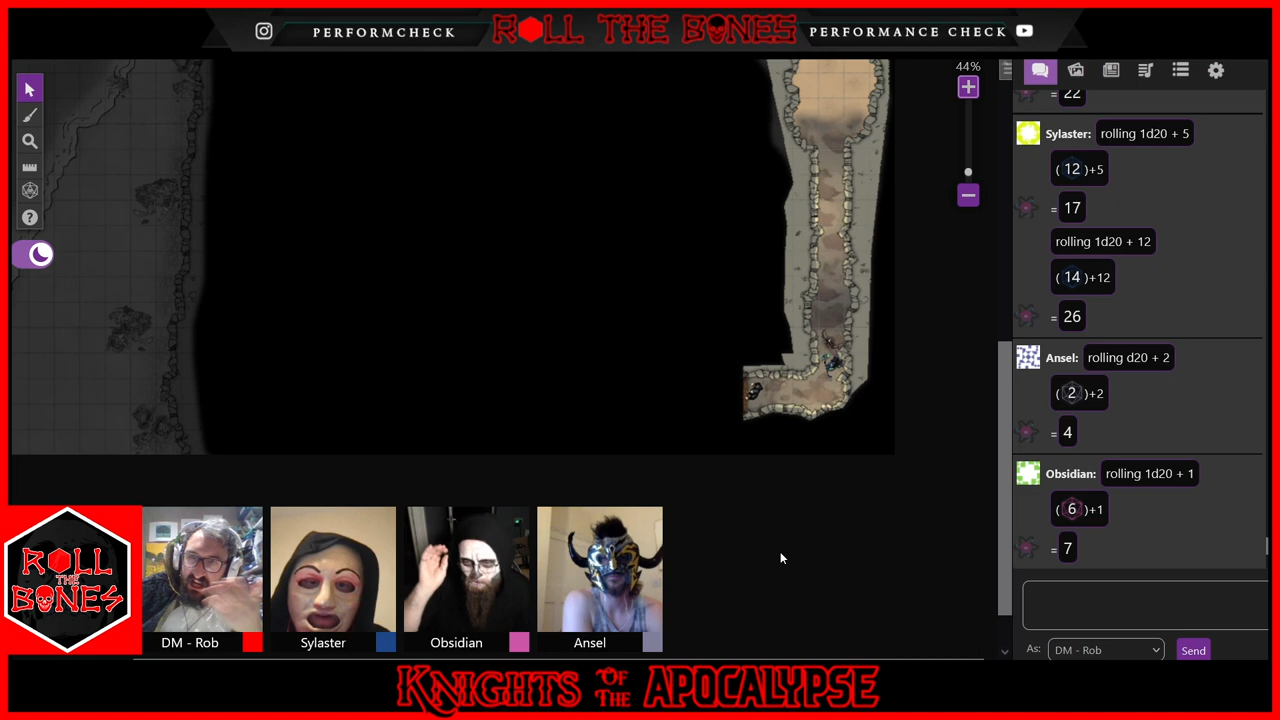 PERFORMCHECK
ROLL THE BONES
PERFORMANCE CHECK
44%
= 22
Sylaster: rolling 1d20 + 5
(12)+5
= 17
rolling 1d20 + 12
(14)+12
= 26
Ansel: rolling d20 + 2
(2)+2
= 4
Obsidian: rolling 1d20 + 1
(6)+1
= 7
As: DM - Rob Send
ROLL
THE
BONES
DM - Rob
Sylaster
Obsidian
Ansel
KNIGHTS OF THE APOCALYPSE